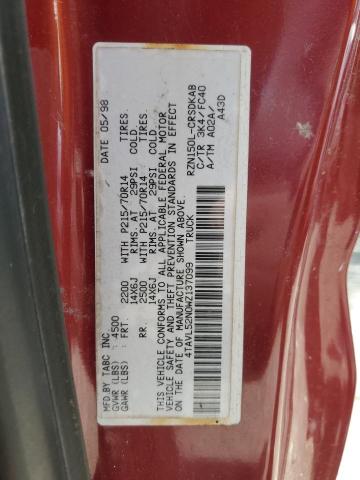 MFD BY TABC INC 05/98
GVWR (LBS) : 4500
GAWR (LBS) : FRT. 2200 WITH P215/70R14 TIRES.
14X6J RIMS. AT 29PSI COLD.
RR. 2500 WITH P215/70R14 TIRES.
14X6J RIMS. AT 29PSI COLD.
THIS VEHICLE CONFORMS TO ALL APPLICABLE FEDERAL MOTOR
VEHICLE SAFETY AND THEFT PREVENTION STANDARDS IN EFFECT
ON THE DATE OF MANUFACTURE SHOWN ABOVE.
4TAVL52N0WZ137099 TRUCK
RZN150L-CRSDKAB
C/TR 3K4/FC40
A/TM A02A/
A43D